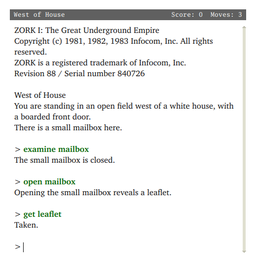 West of House Score: 0 Moves: 3
ZORK I: The Great Underground Empire
Copyright (c) 1981, 1982, 1983 Infocom, Inc. All rights
reserved.
ZORK is a registered trademark of Infocom, Inc.
Revision 88 / Serial number 840726
West of House
You are standing in an open field west of a white house, with
a boarded front door.
There is a small mailbox here.
> examine mailbox
The small mailbox is closed.
> open mailbox
Opening the small mailbox reveals a leaflet.
> get leaflet
Taken.
>